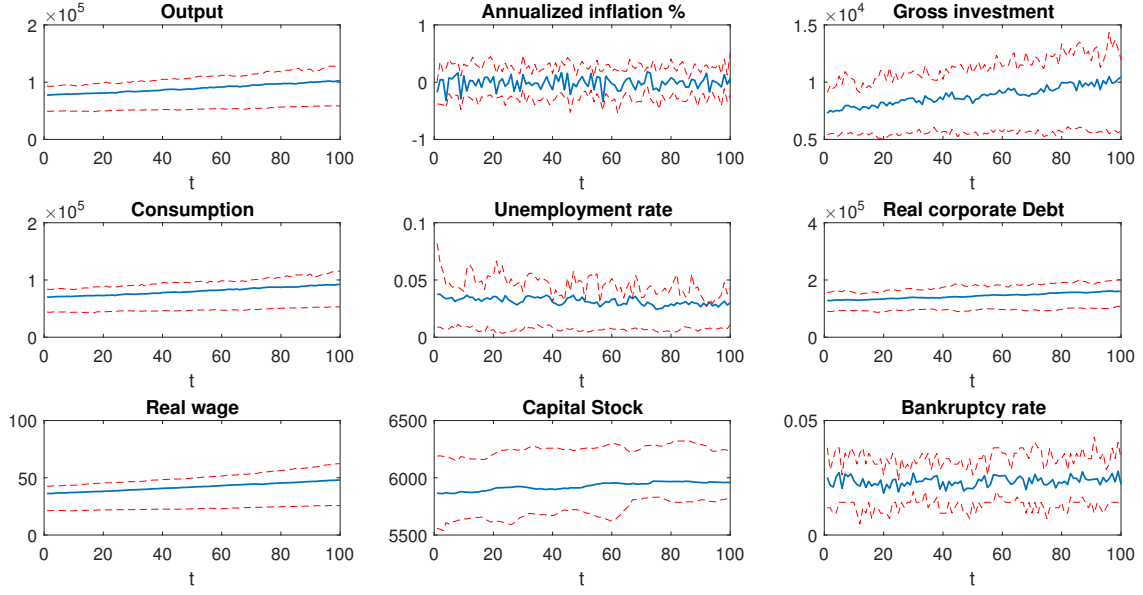 Output Annualized inflation % Gross investment
×10^5 ×10^4
2 1 1.5
1 0 1
0 -1 0.5
0 20 40 60 80 100 0 20 40 60 80 100 0 20 40 60 80 100
t t t
Consumption Unemployment rate Real corporate Debt
×10^5 ×10^5
2 0.1 4
1 0.05 2
0 0 0
0 20 40 60 80 100 0 20 40 60 80 100 0 20 40 60 80 100
t t t
Real wage Capital Stock Bankruptcy rate
100 6500 0.05
50 6000
0 5500 0
0 20 40 60 80 100 0 20 40 60 80 100 0 20 40 60 80 100
t t t